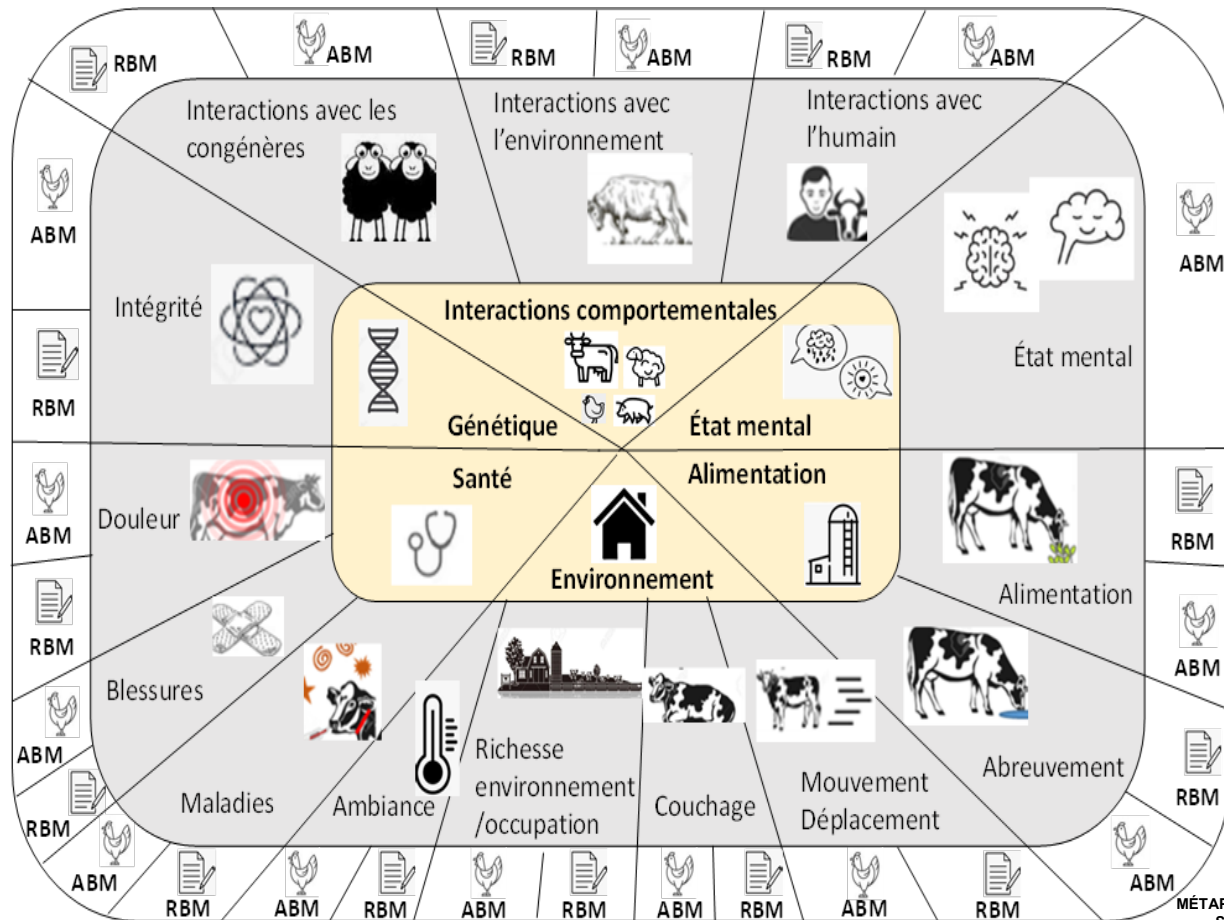 RBM
ABM
RBM
ABM
RBM
ABM
Interactions avec les
congénères
Interactions avec
l'environnement
Interactions avec
l'humain
ABM
ABM
Intégrité
Interactions comportementales
État mental
RBM
Génétique
État mental
Santé
Alimentation
Douleur
ABM
RBM
Environnement
Alimentation
RBM
ABM
Blessures
Richesse
environnement
/occupation
Abreuvement
ABM
Maladies
Ambiance
Couchage
Mouvement
Déplacement
RBM
RBM
ABM
RBM
ABM
RBM
ABM
RBM
ABM
RBM
ABM
RBM
ABM